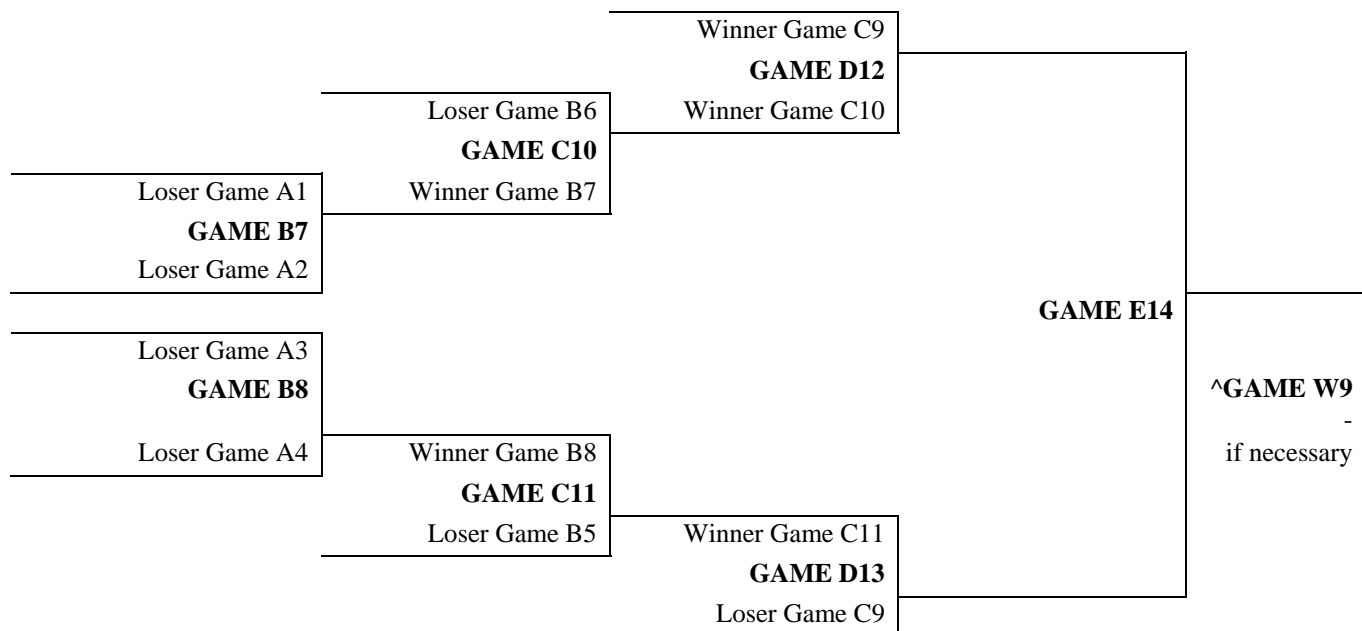 Winner Game C9
GAME D12
Winner Game C10
Loser Game B6
GAME C10
Winner Game B7
Loser Game A1
GAME B7
Loser Game A2
GAME E14
Loser Game A3
GAME B8
Loser Game A4
^GAME W9
-
if necessary
Winner Game B8
GAME C11
Loser Game B5
Winner Game C11
GAME D13
Loser Game C9